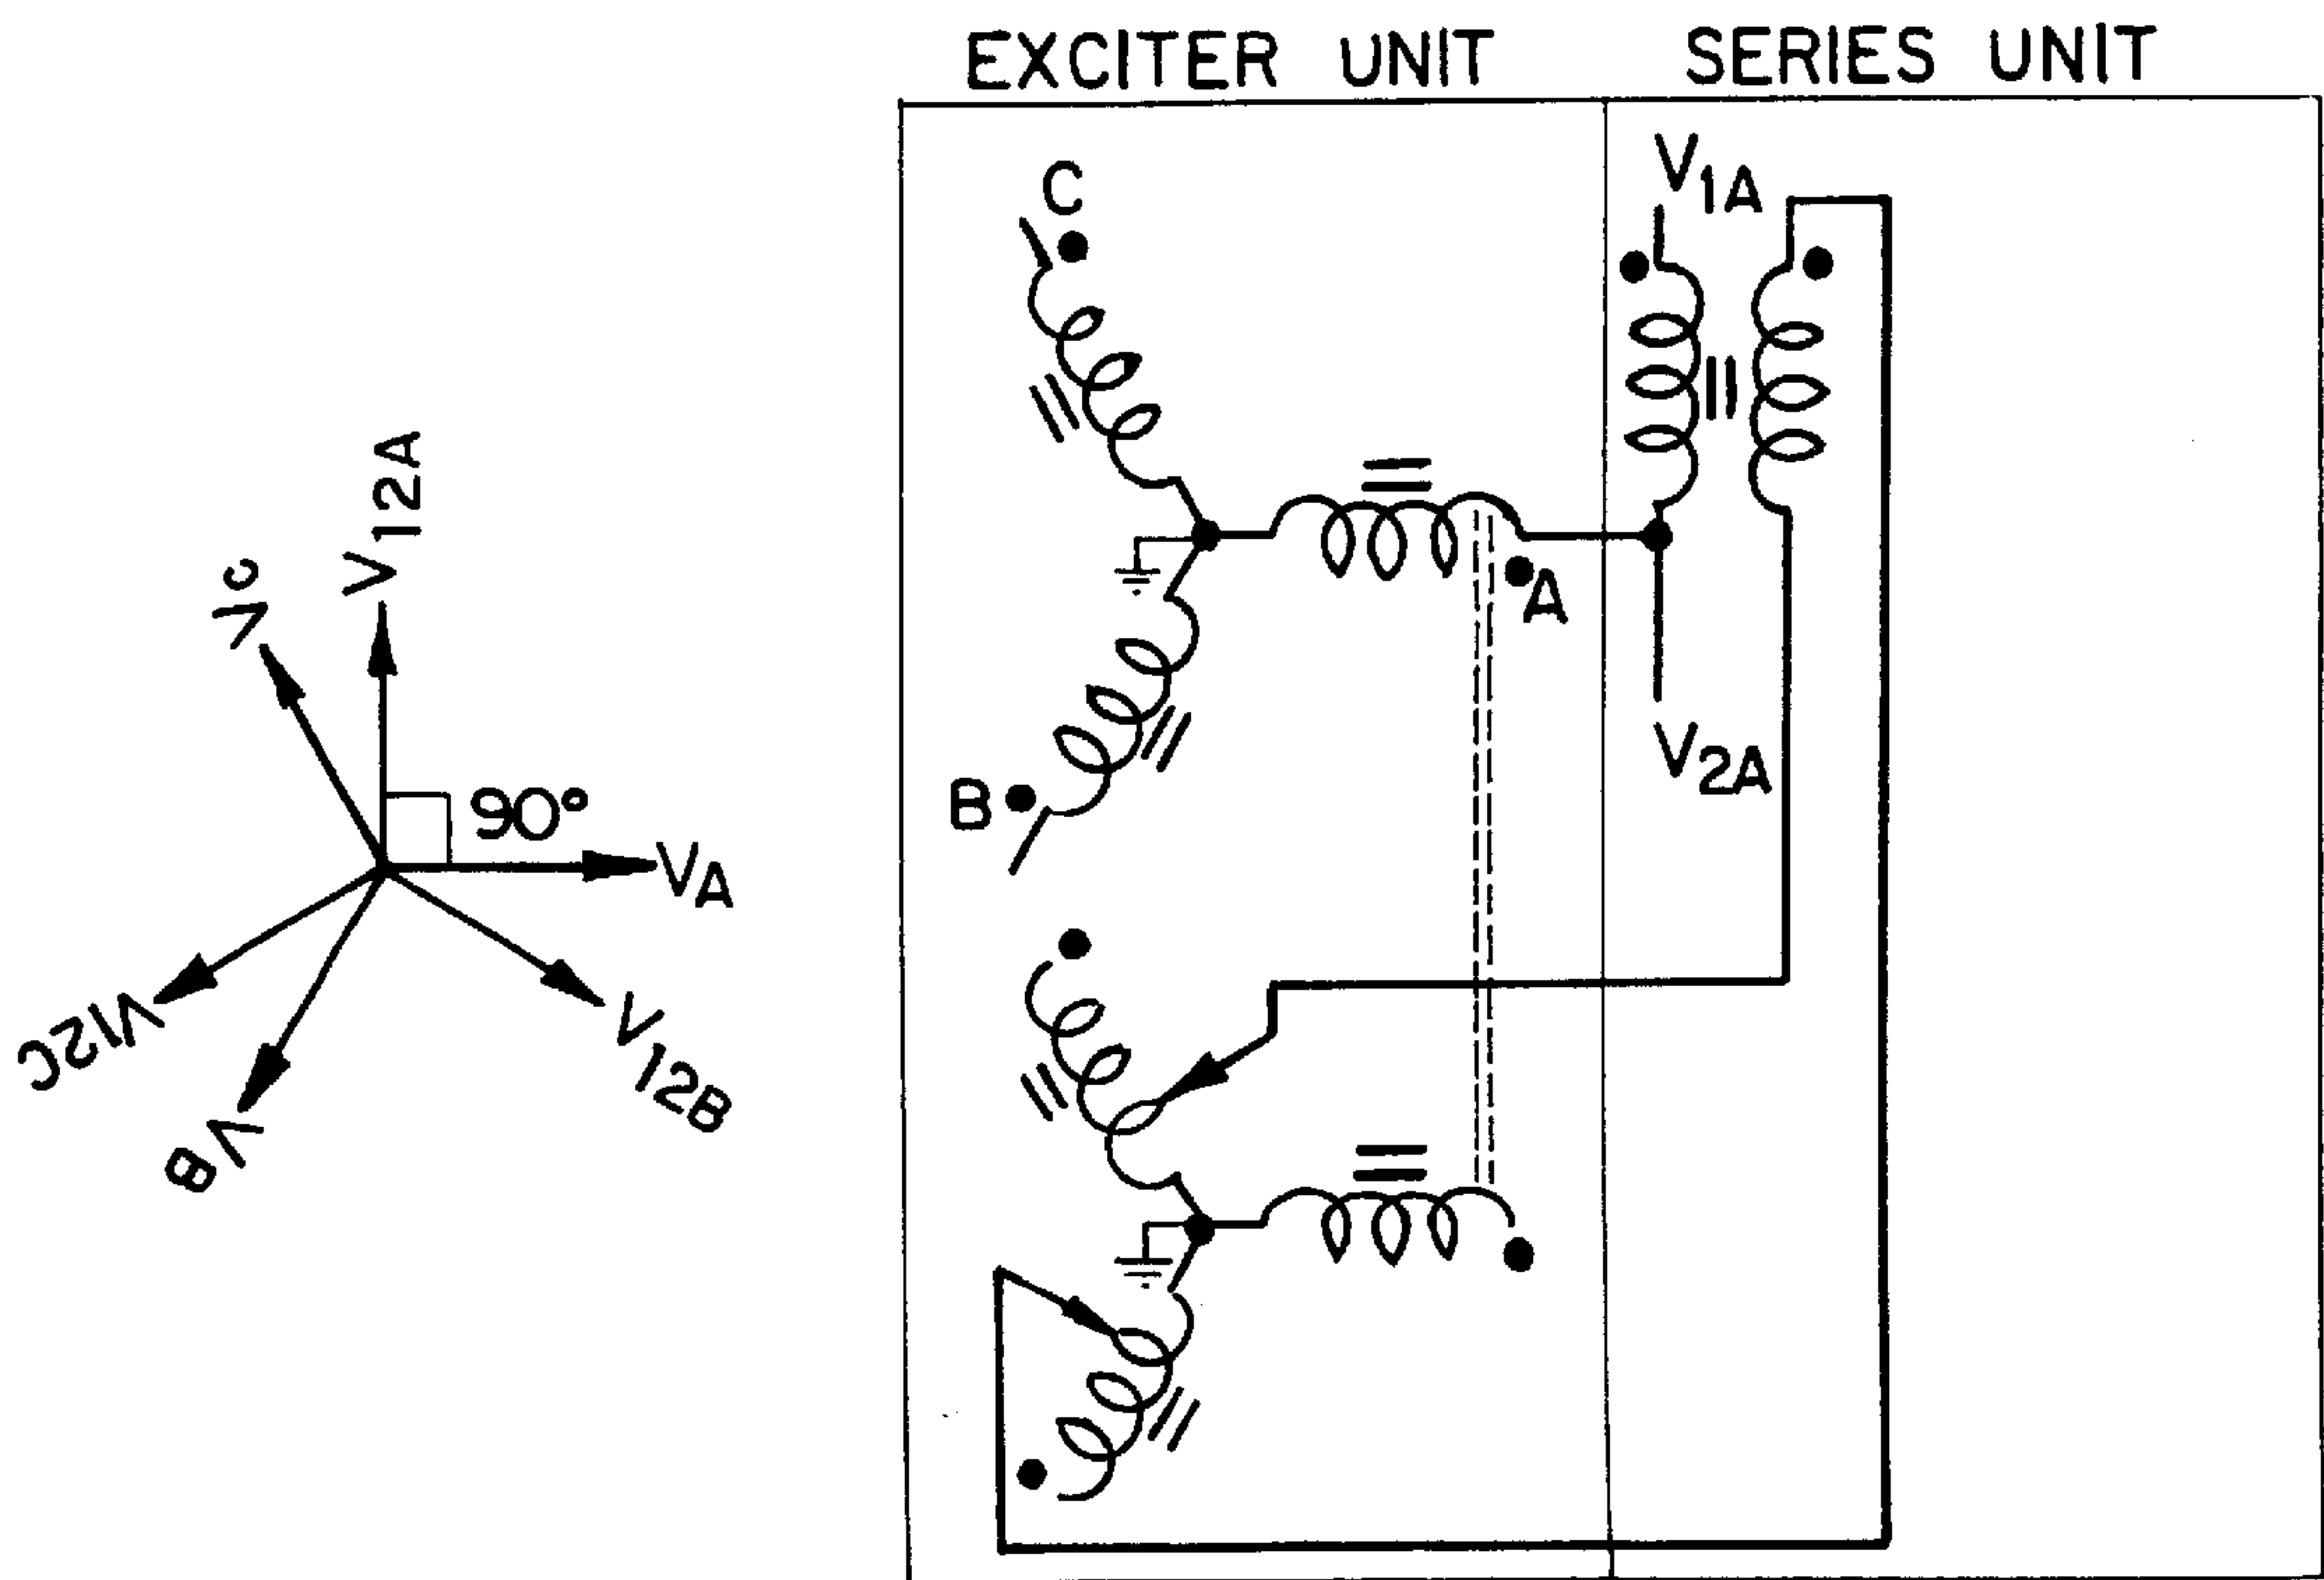 EXCITER UNIT
SERIES UNIT
C
V1A
A
B
V2A
VC
V12A
90°
VA
V12B
VB
V12C